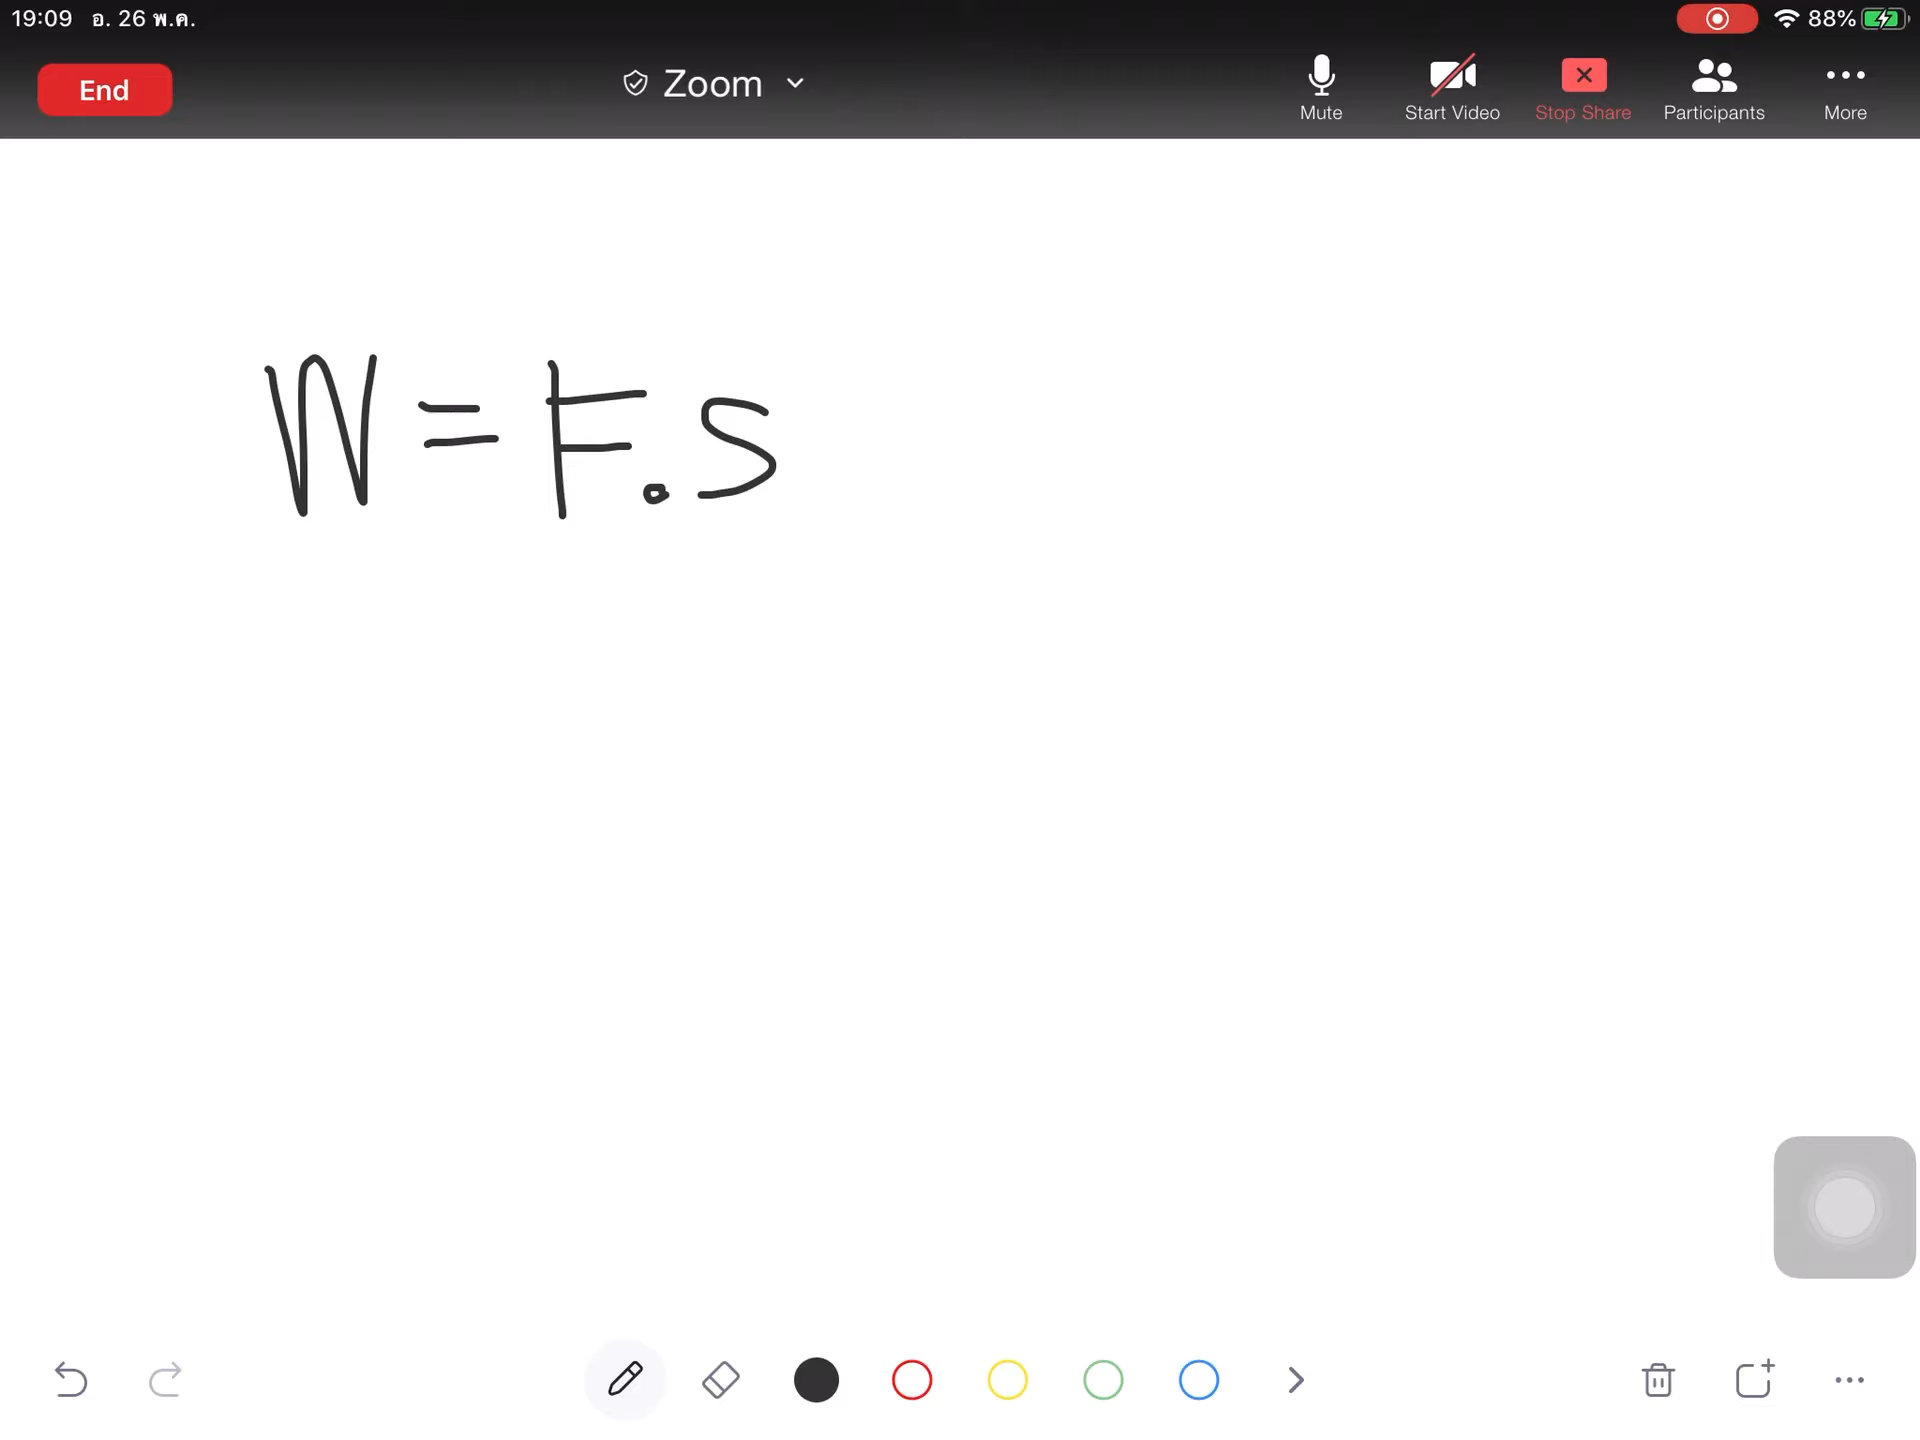 19:09 อ. 26 พ.ค. 88%
End Zoom Mute Start Video Stop Share Participants More
W = F.S